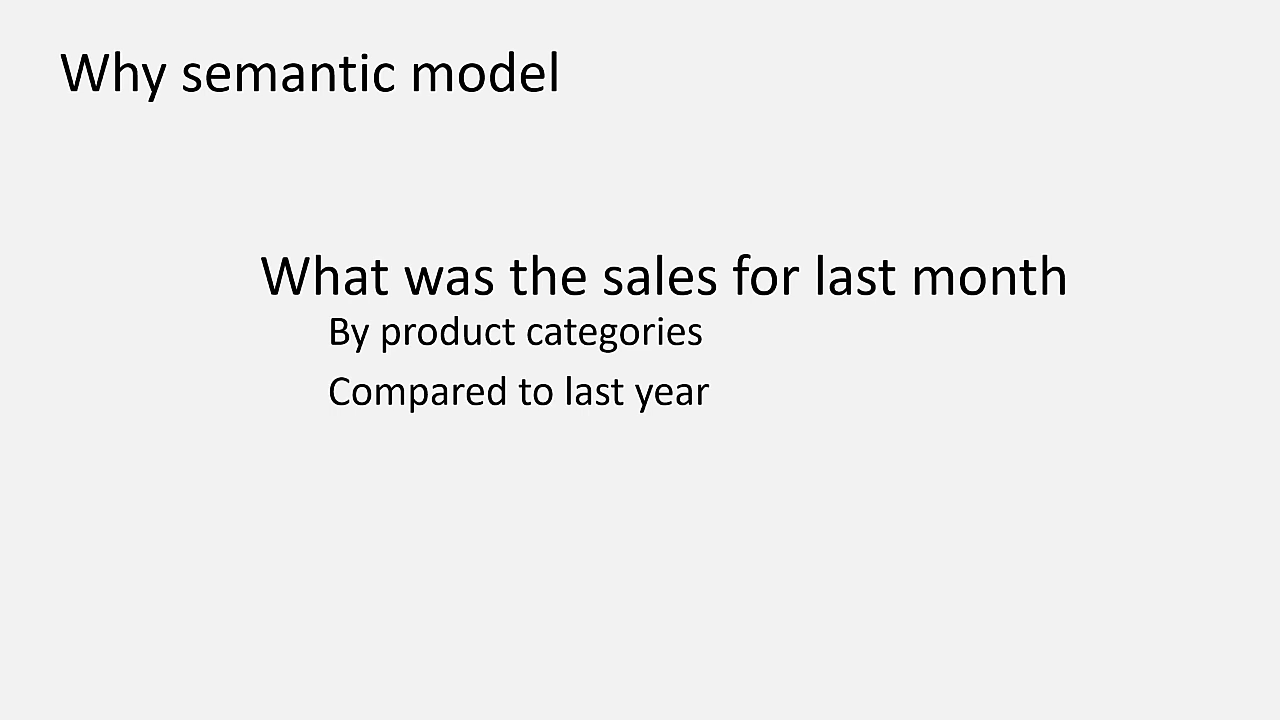 Why semantic model
What was the sales for last month
By product categories
Compared to last year